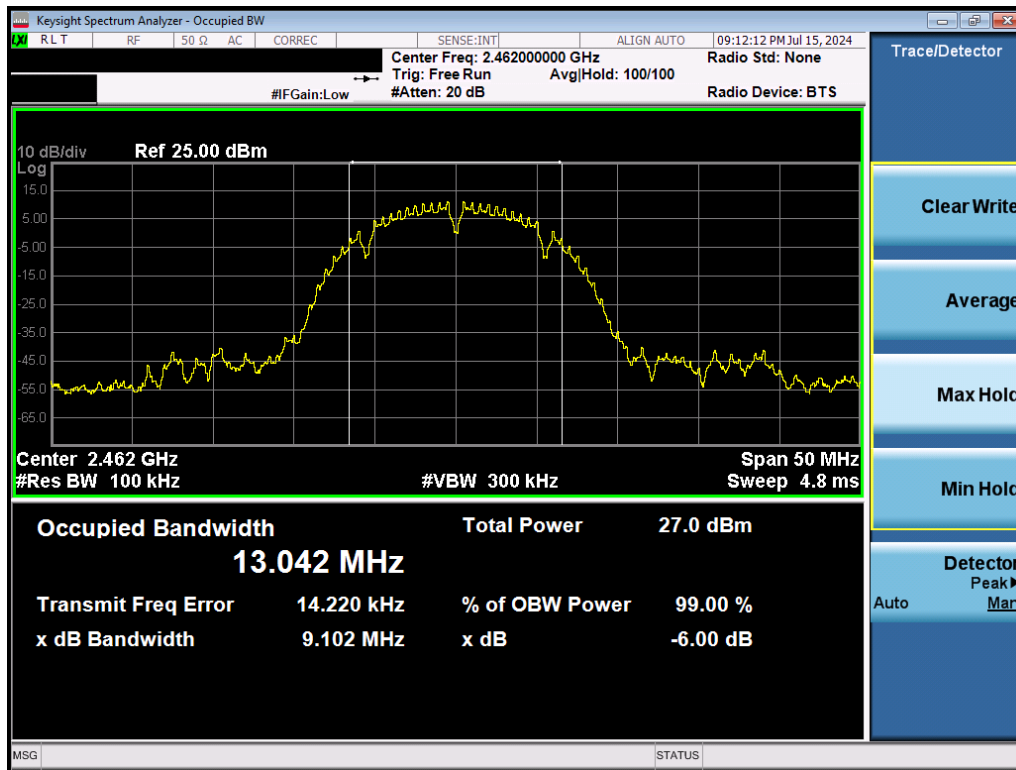 Keysight Spectrum Analyzer - Occupied BW
LXI RLT RF 50 Ω AC CORREC SENSE:INT ALIGN AUTO 09:12:12 PM Jul 15, 2024
Center Freq: 2.462000000 GHz Radio Std: None
Trig: Free Run Avg|Hold: 100/100
#IFGain:Low #Atten: 20 dB Radio Device: BTS
Trace/Detector
10 dB/div Ref 25.00 dBm
Log
15.0
5.00
-5.00
-15.0
-25.0
-35.0
-45.0
-55.0
-65.0
Center 2.462 GHz Span 50 MHz
#Res BW 100 kHz #VBW 300 kHz Sweep 4.8 ms
Occupied Bandwidth Total Power 27.0 dBm
13.042 MHz
Transmit Freq Error 14.220 kHz % of OBW Power 99.00 %
x dB Bandwidth 9.102 MHz x dB -6.00 dB
Clear Write
Average
Max Hold
Min Hold
Detector
Peak▶
Auto Man
MSG STATUS